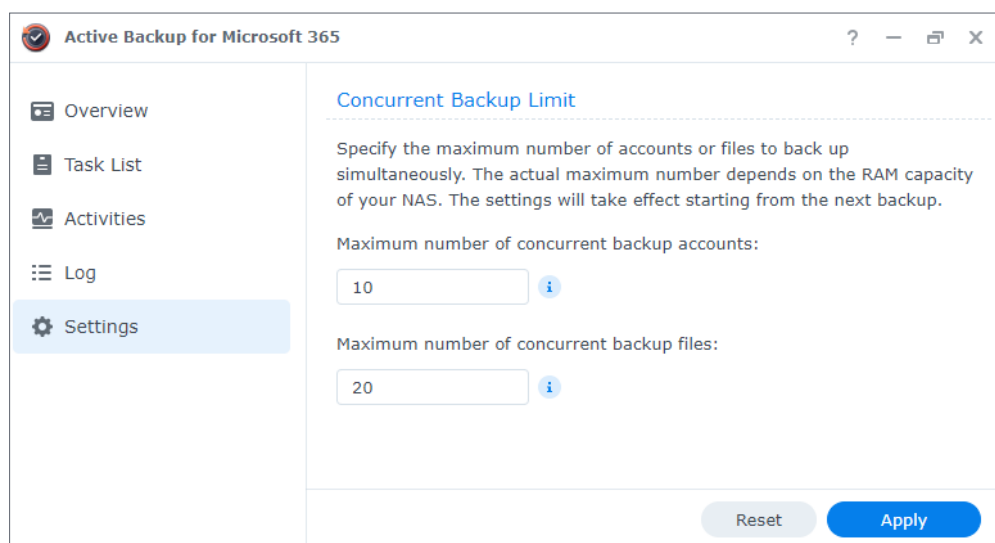 Active Backup for Microsoft 365
?
Overview
Task List
Activities
Log
Settings
Concurrent Backup Limit
Specify the maximum number of accounts or files to back up
simultaneously. The actual maximum number depends on the RAM capacity
of your NAS. The settings will take effect starting from the next backup.
Maximum number of concurrent backup accounts:
10
i
Maximum number of concurrent backup files:
20
i
Reset
Apply